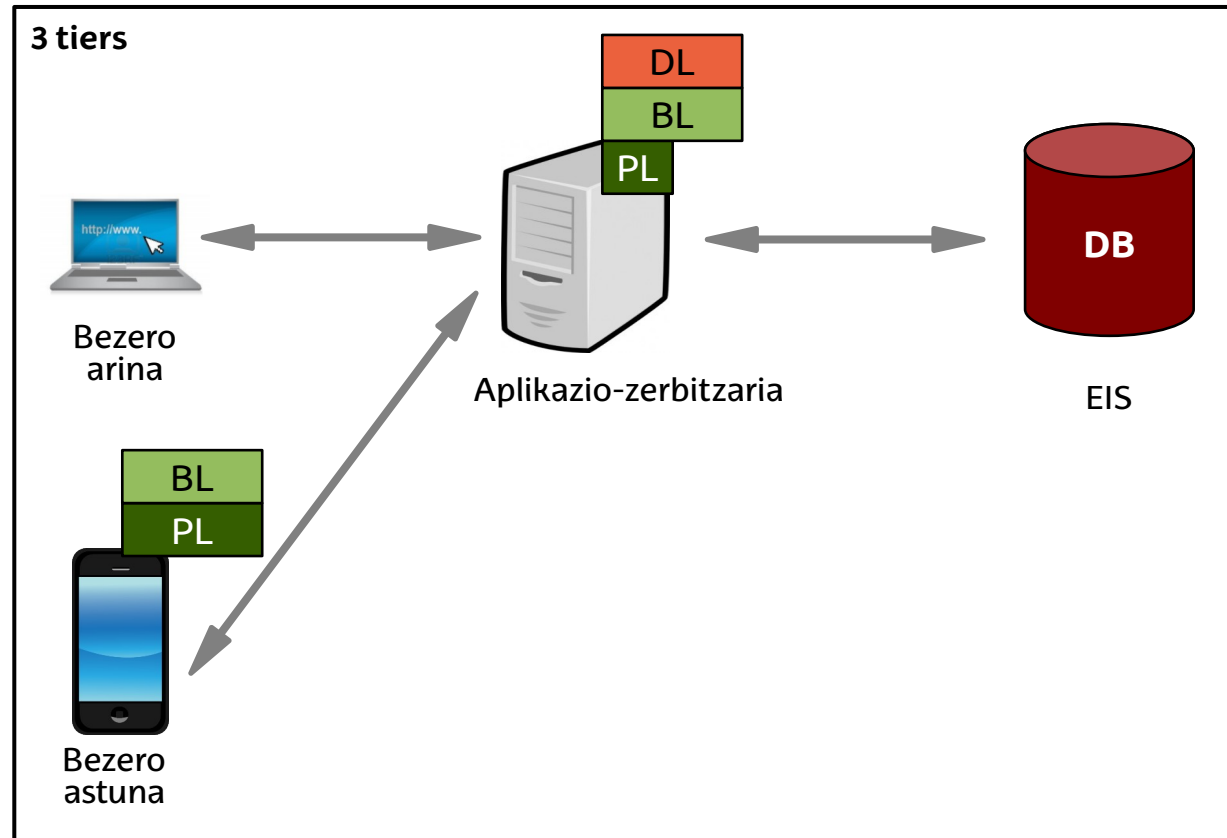 3 tiers
DL
BL
PL
http://www.
DB
Bezero
arina
Aplikazio-zerbitzaria
EIS
BL
PL
Bezero
astuna